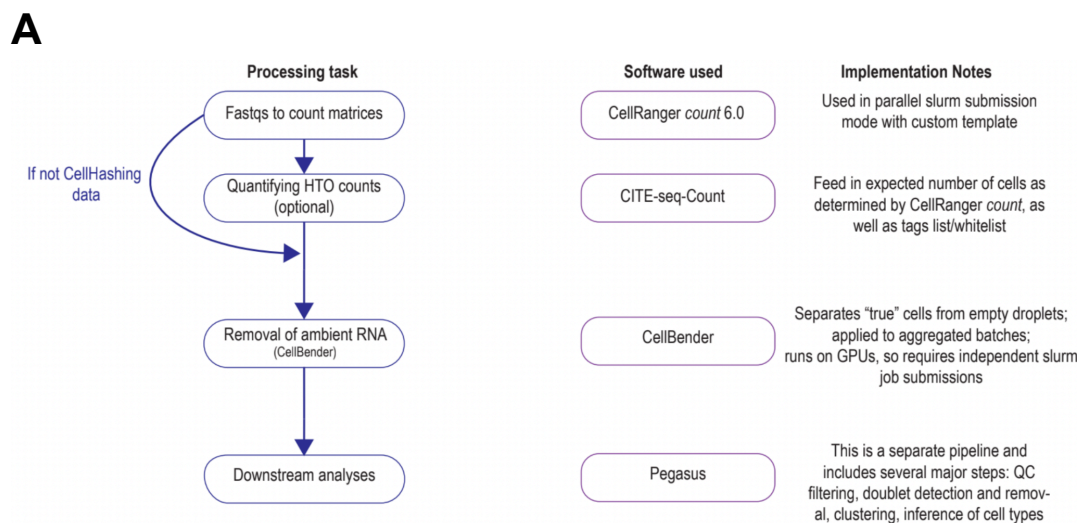 A
Processing task
Software used
Implementation Notes
Fastqs to count matrices
CellRanger count 6.0
Used in parallel slurm submission
mode with custom template
If not CellHashing
data
Quantifying HTO counts
(optional)
CITE-seq-Count
Feed in expected number of cells as
determined by CellRanger count, as
well as tags list/whitelist
Removal of ambient RNA
(CellBender)
CellBender
Separates “true” cells from empty droplets;
applied to aggregated batches;
runs on GPUs, so requires independent slurm
job submissions
Downstream analyses
Pegasus
This is a separate pipeline and
includes several major steps: QC
filtering, doublet detection and remov-
al, clustering, inference of cell types